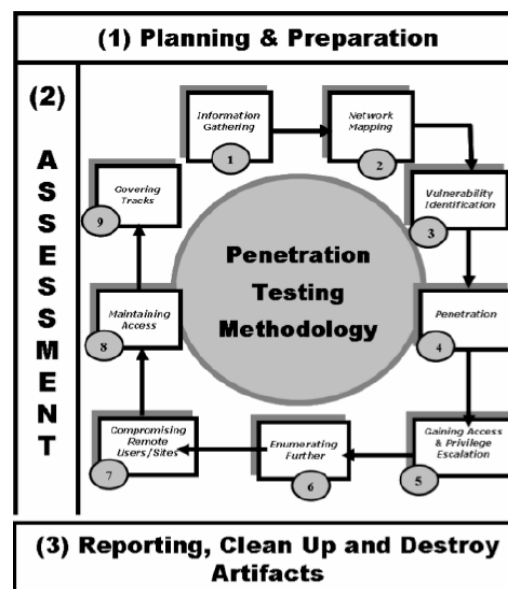 (1) Planning & Preparation
(2)
ASSESSMENT
Information
Gathering
1
Network
Mapping
2
Vulnerability
Identification
3
Penetration
4
Gaining Access
& Privilege
Escalation
5
Enumerating
Further
6
Compromising
Remote
Users/Sites
7
Maintaining
Access
8
Covering
Tracks
9
Penetration
Testing
Methodology
(3) Reporting, Clean Up and Destroy
Artifacts